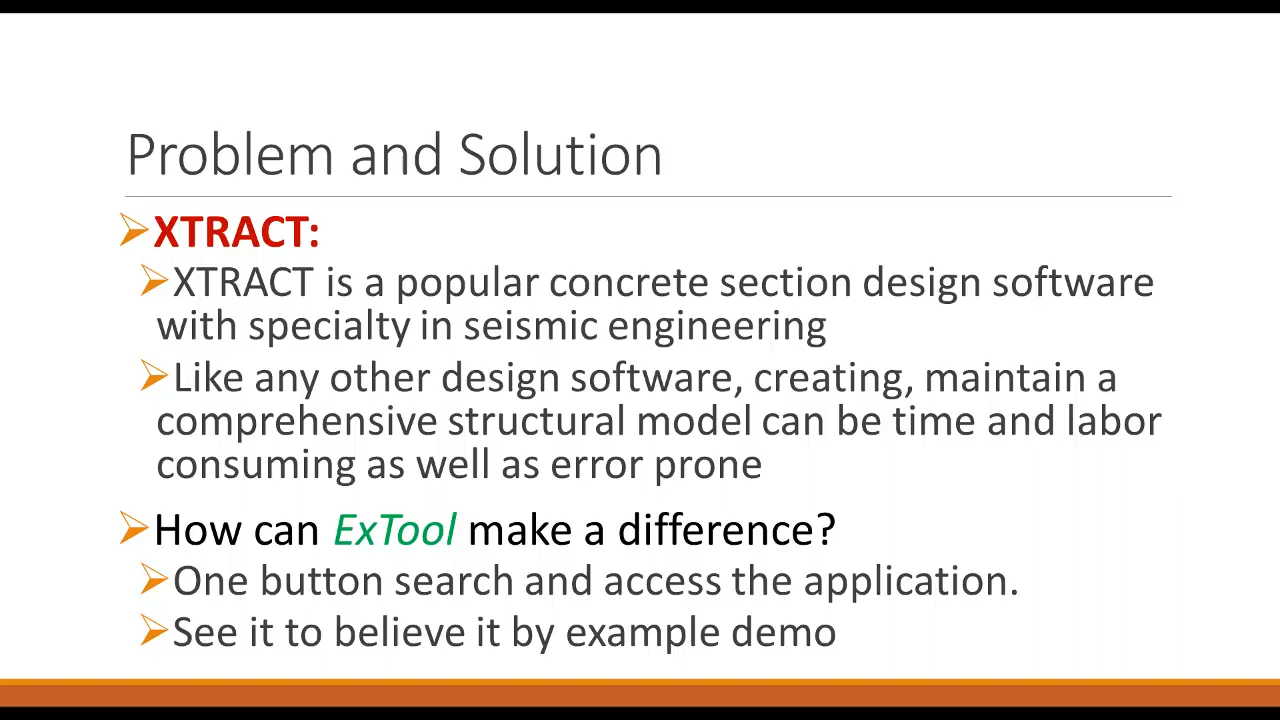 Problem and Solution
XTRACT:
XTRACT is a popular concrete section design software
with specialty in seismic engineering
Like any other design software, creating, maintain a
comprehensive structural model can be time and labor
consuming as well as error prone
How can ExTool make a difference?
One button search and access the application.
See it to believe it by example demo